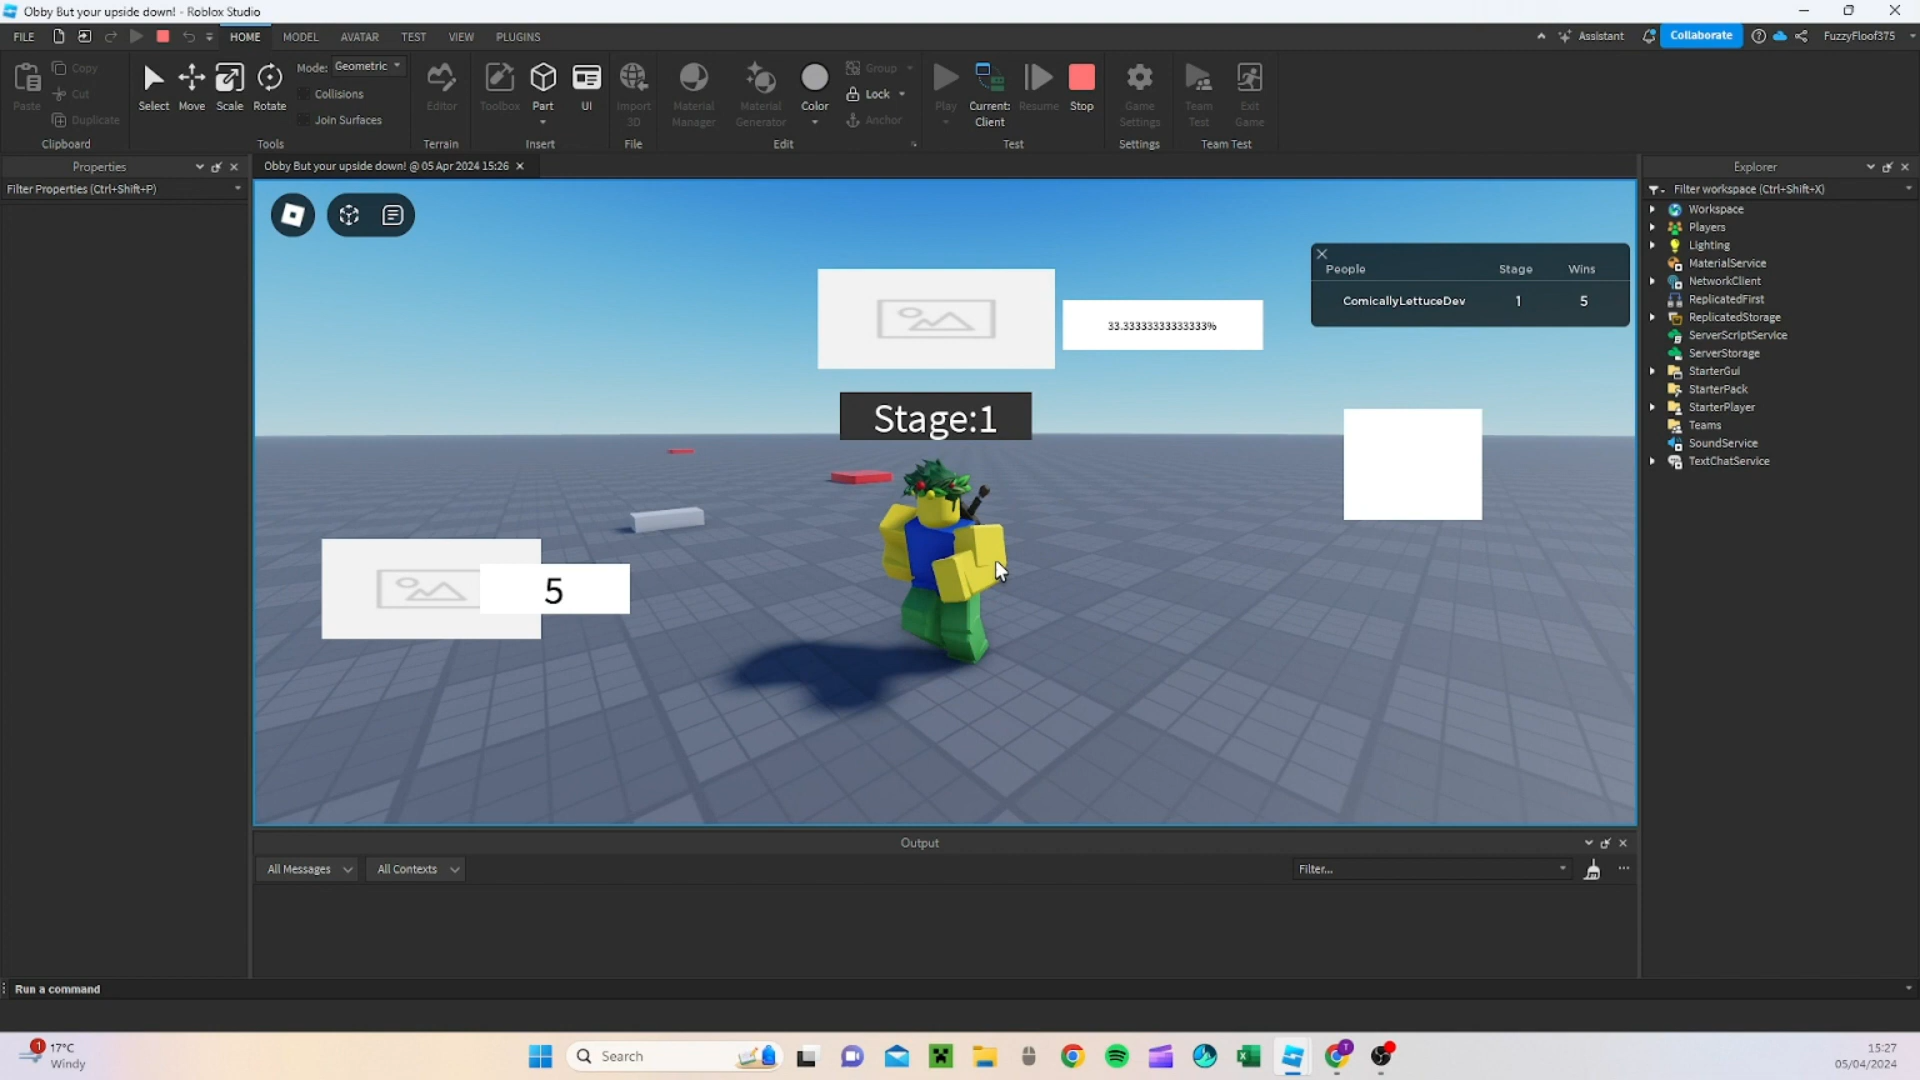 Obby But your upside down! - Roblox Studio
FILE HOME MODEL AVATAR TEST VIEW PLUGINS Assistant Collaborate FuzzyFloof375
Paste Copy Cut Duplicate Clipboard
Select Move Scale Rotate Mode: Geometric Collisions Join Surfaces Tools
Editor Terrain
Toolbox Part UI Insert
Import 3D File
Material Manager Material Generator Color Group Lock Anchor Edit
Play Current: Client Resume Stop Test
Game Settings Settings
Team Test Exit Game Team Test
Properties
Filter Properties (Ctrl+Shift+P)
Obby But your upside down! @ 05 Apr 2024 15:26
People Stage Wins
ComicallyLettuceDev 1 5
33.33333333333333%
Stage:1
5
Explorer
Filter workspace (Ctrl+Shift+X)
Workspace
Players
Lighting
MaterialService
NetworkClient
ReplicatedFirst
ReplicatedStorage
ServerScriptService
ServerStorage
StarterGui
StarterPack
StarterPlayer
Teams
SoundService
TextChatService
Output
All Messages All Contexts Filter...
Run a command
1 17°C
Windy
Search
T
15:27
05/04/2024